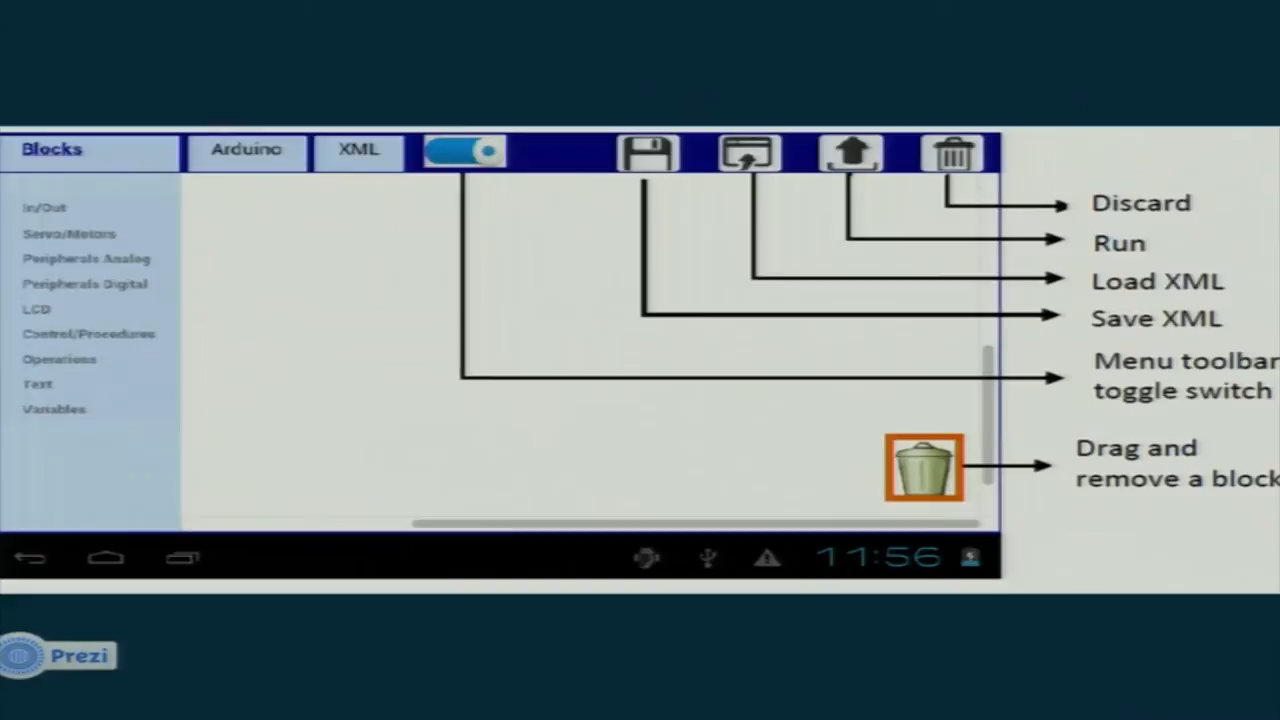 Blocks
Arduino
XML
In/Out
Servo/Motors
Peripherals Analog
Peripherals Digital
LCD
Control/Procedures
Operations
Text
Variables
Discard
Run
Load XML
Save XML
Menu toolbar
toggle switch
Drag and
remove a block
11:56
Prezi